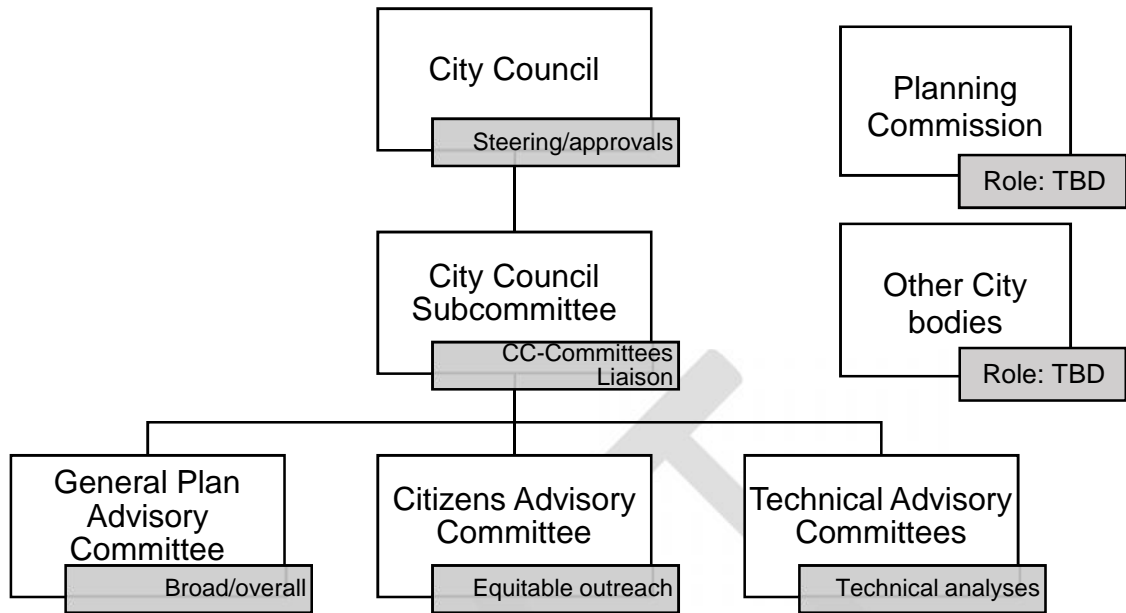 City Council
Steering/approvals
Planning
Commission
Role: TBD
City Council
Subcommittee
CC-Committees
Liaison
Other City
bodies
Role: TBD
General Plan
Advisory
Committee
Broad/overall
Citizens Advisory
Committee
Equitable outreach
Technical Advisory
Committees
Technical analyses